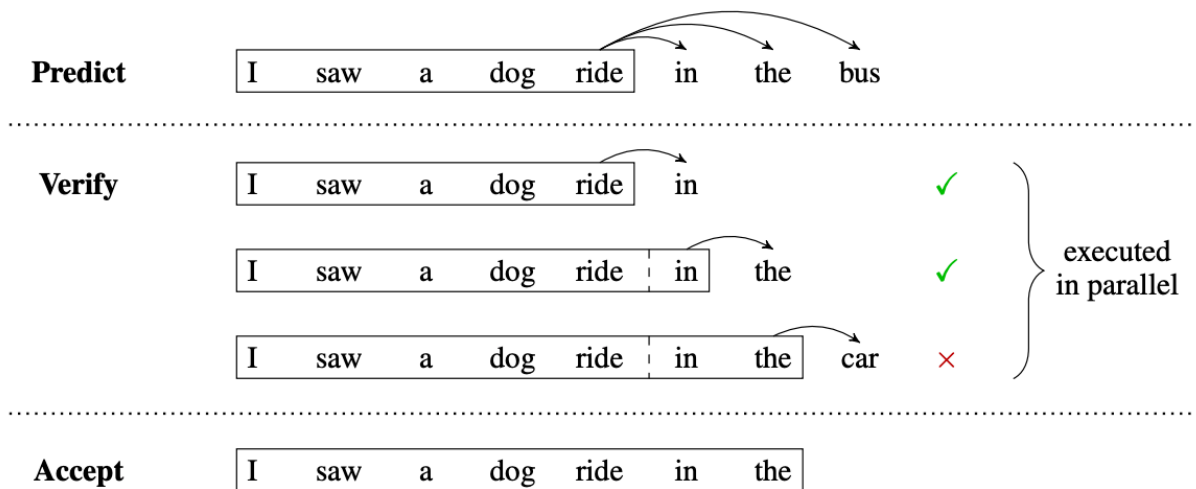 Predict I saw a dog ride in the bus
Verify I saw a dog ride in ✓
I saw a dog ride in the ✓
I saw a dog ride in the car ×
executed
in parallel
Accept I saw a dog ride in the